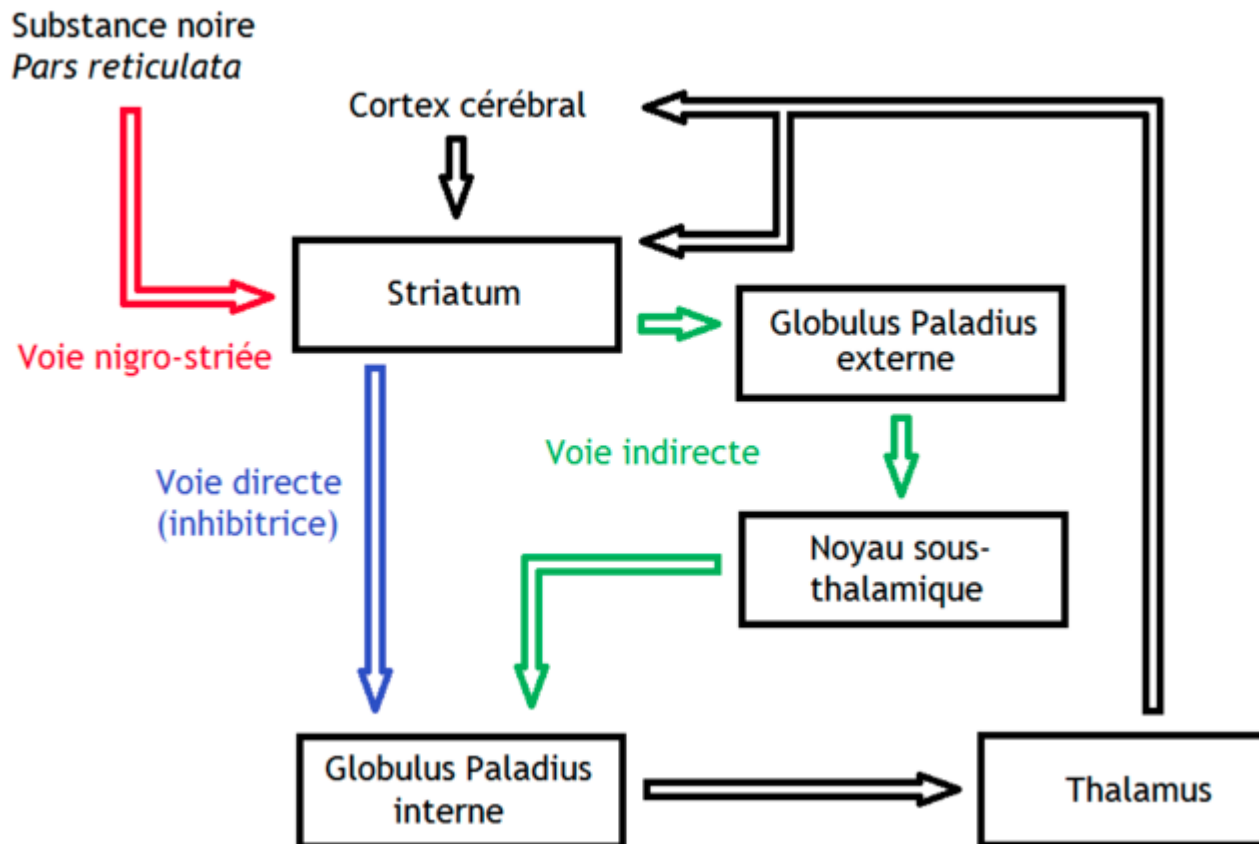 Substance noire
Pars reticulata
Cortex cérébral
Striatum
Globulus Paladius
externe
Voie nigro-striée
Voie indirecte
Voie directe
(inhibitrice)
Noyau sous-
thalamique
Globulus Paladius
interne
Thalamus